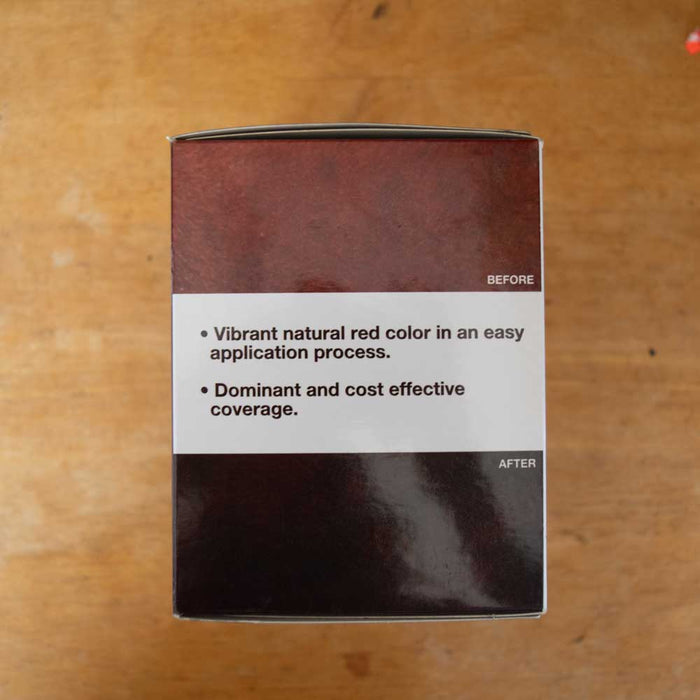 BEFORE
• Vibrant natural red color in an easy
application process.
• Dominant and cost effective
coverage.
AFTER